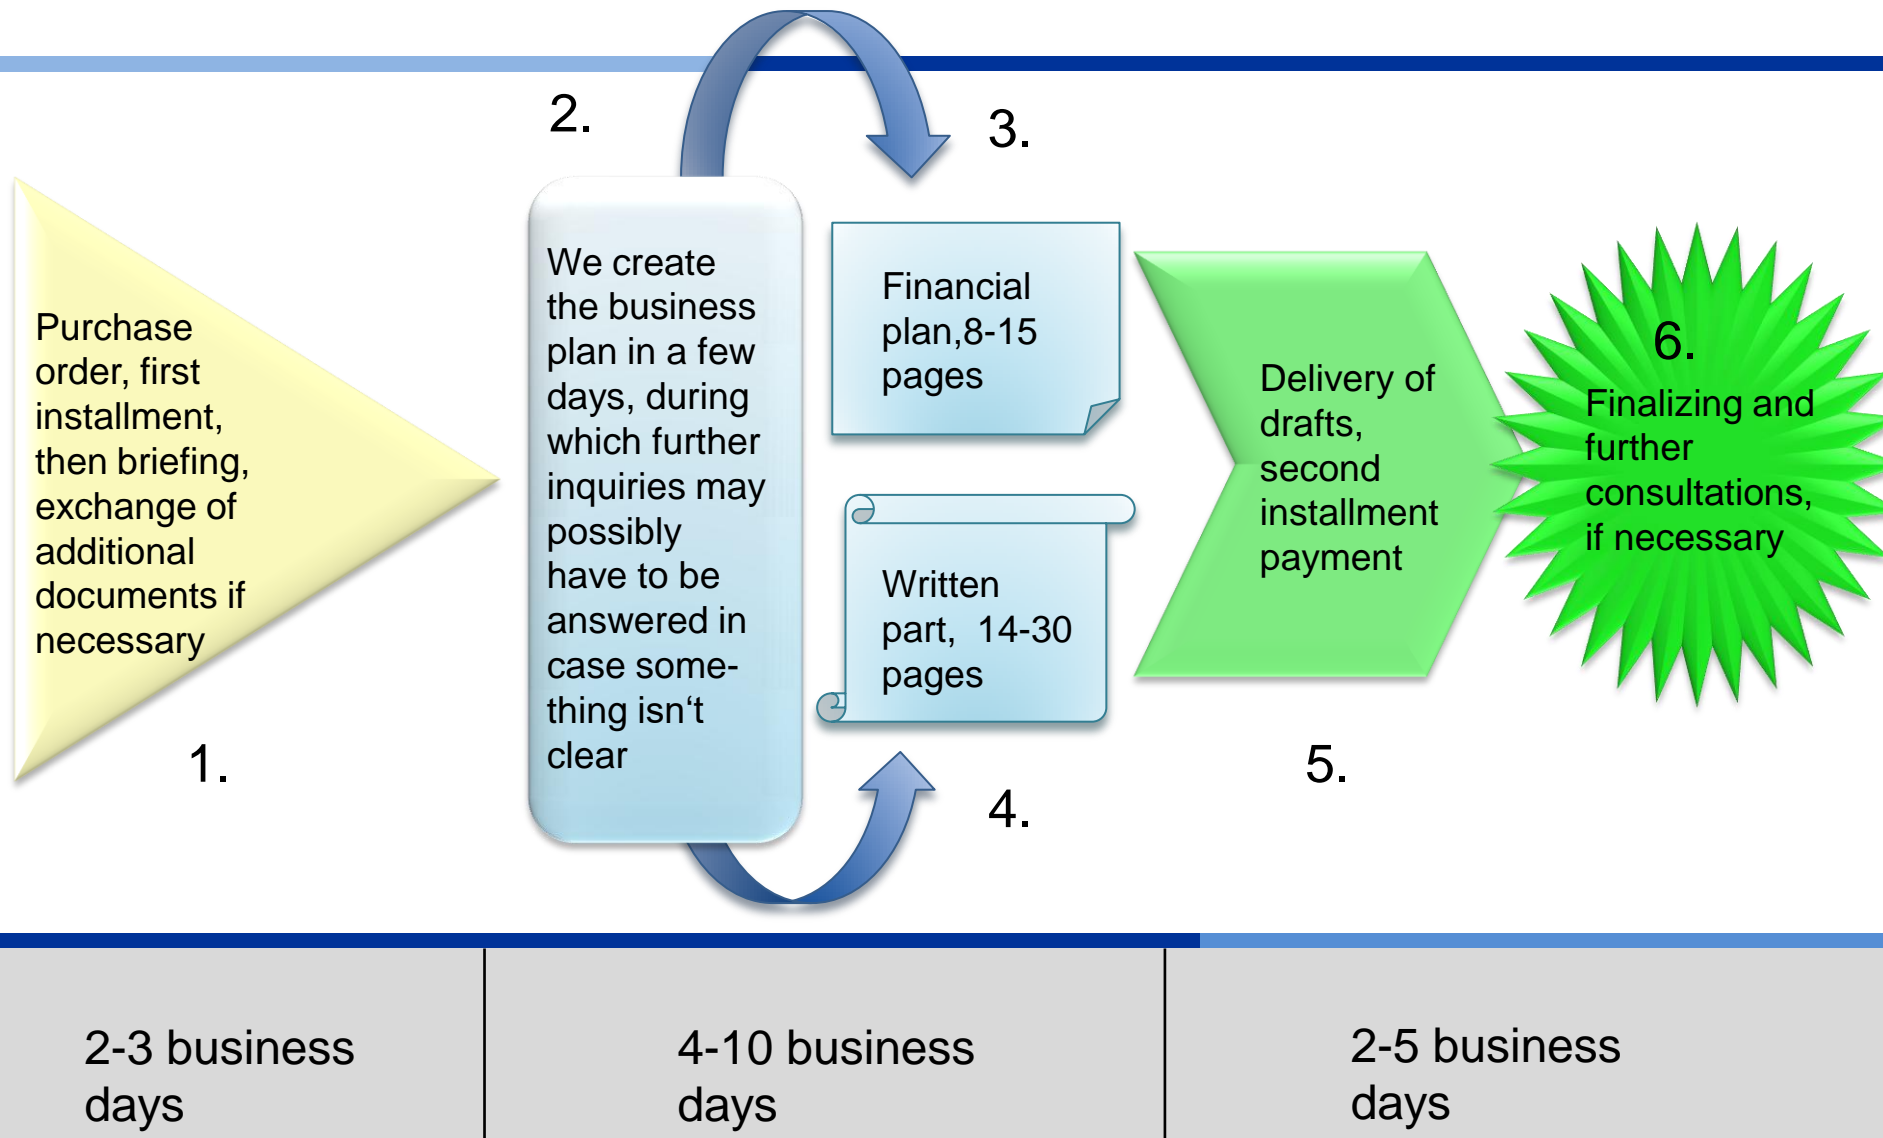 Purchase
order, first
installment,
then briefing,
exchange of
additional
documents if
necessary
1.
2.
We create
the business
plan in a few
days, during
which further
inquiries may
possibly
have to be
answered in
case some-
thing isn‘t
clear
3.
Financial
plan,8-15
pages
Written
part,  14-30
pages
4.
Delivery of
drafts,
second
installment
payment
5.
6.
Finalizing and
further
consultations,
if necessary
2-3 business
days
4-10 business
days
2-5 business
days